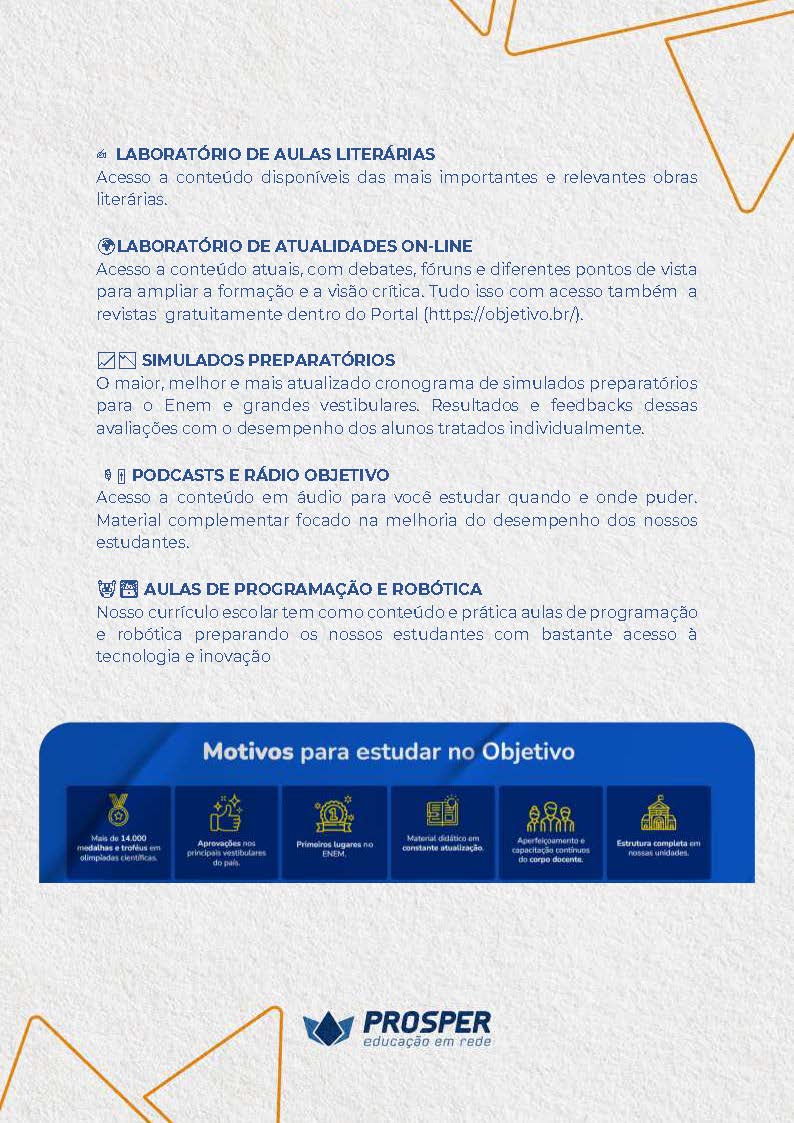 ✍ LABORATÓRIO DE AULAS LITERÁRIAS
Acesso a conteúdo disponíveis das mais importantes e relevantes obras
literárias.
🌍LABORATÓRIO DE ATUALIDADES ON-LINE
Acesso a conteúdo atuais, com debates, fóruns e diferentes pontos de vista
para ampliar a formação e a visão crítica. Tudo isso com acesso também a
revistas gratuitamente dentro do Portal (https://objetivo.br/).
📈📉 SIMULADOS PREPARATÓRIOS
O maior, melhor e mais atualizado cronograma de simulados preparatórios
para o Enem e grandes vestibulares. Resultados e feedbacks dessas
avaliações com o desempenho dos alunos tratados individualmente.
🎙 PODCASTS E RÁDIO OBJETIVO
Acesso a conteúdo em áudio para você estudar quando e onde puder.
Material complementar focado na melhoria do desempenho dos nossos
estudantes.
AULAS DE PROGRAMAÇÃO E ROBÓTICA
Nosso currículo escolar tem como conteúdo e prática aulas de programação
e robótica preparando os nossos estudantes com bastante acesso à
tecnologia e inovação
Motivos para estudar no Objetivo
Mais de 14.000
medalhas e troféus em
olimpíadas científicas.
Aprovações nos
principais vestibulares
do país.
1
Primeiros lugares no
ENEM.
Material didático em
constante atualização.
Aperfeiçoamento e
capacitação contínuos
do corpo docente.
Estrutura completa em
nossas unidades.
PROSPER
educação em rede